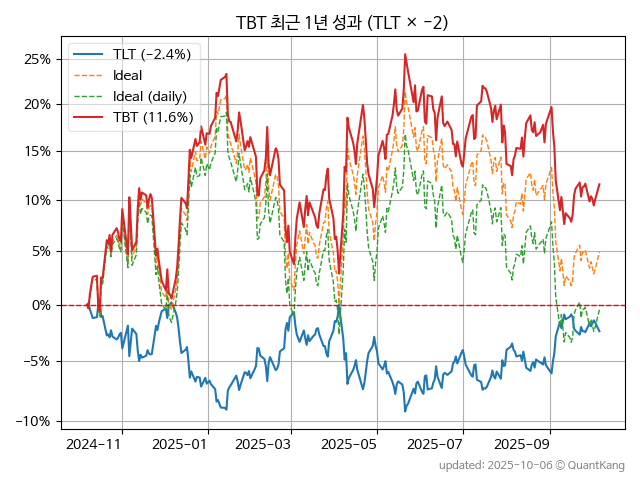 TBT 최근 1년 성과 (TLT × −2)
TLT (−2.4%)
Ideal
Ideal (daily)
TBT (11.6%)
25%
20%
15%
10%
5%
0%
−5%
−10%
2024-11 2025-01 2025-03 2025-05 2025-07 2025-09
updated: 2025-10-06 © QuantKang